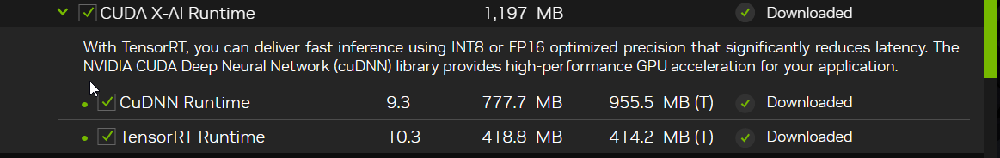 CUDA X-AI Runtime 1,197 MB Downloaded
With TensorRT, you can deliver fast inference using INT8 or FP16 optimized precision that significantly reduces latency. The
NVIDIA CUDA Deep Neural Network (cuDNN) library provides high-performance GPU acceleration for your application.
CuDNN Runtime 9.3 777.7 MB 955.5 MB (T) Downloaded
TensorRT Runtime 10.3 418.8 MB 414.2 MB (T) Downloaded